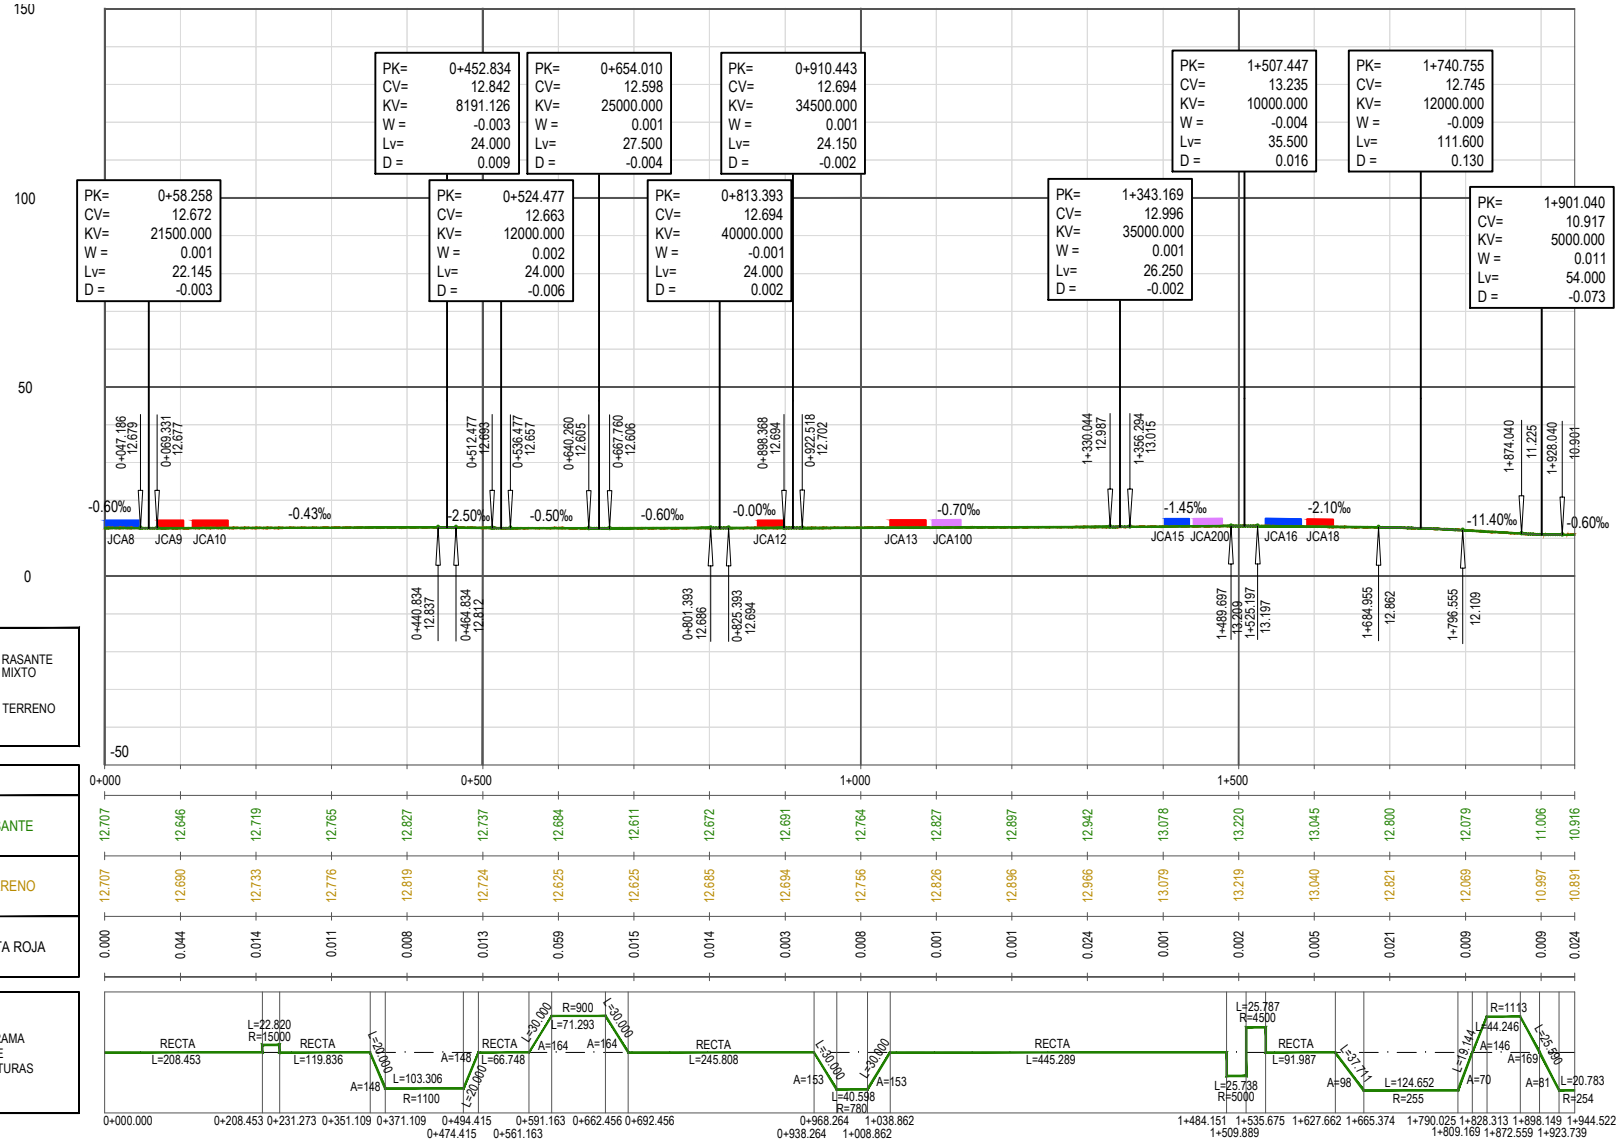 150
100
50
0
-50
PK= 0+452.834
CV= 12.842
KV= 8191.126
W = -0.003
Lv= 24.000
D = 0.009
PK= 0+654.010
CV= 12.598
KV= 25000.000
W = 0.001
Lv= 27.500
D = -0.004
PK= 0+910.443
CV= 12.694
KV= 34500.000
W = 0.001
Lv= 24.150
D = -0.002
PK= 1+507.447
CV= 13.235
KV= 10000.000
W = -0.004
Lv= 35.500
D = 0.016
PK= 1+740.755
CV= 12.745
KV= 12000.000
W = -0.009
Lv= 111.600
D = 0.130
PK= 0+58.258
CV= 12.672
KV= 21500.000
W = 0.001
Lv= 22.145
D = -0.003
PK= 0+524.477
CV= 12.663
KV= 12000.000
W = 0.002
Lv= 24.000
D = -0.006
PK= 0+813.393
CV= 12.694
KV= 40000.000
W = -0.001
Lv= 24.000
D = 0.002
PK= 1+343.169
CV= 12.996
KV= 35000.000
W = 0.001
Lv= 26.250
D = -0.002
PK= 1+901.040
CV= 10.917
KV= 5000.000
W = 0.011
Lv= 54.000
D = -0.073
0+047.186
12.679
0+069.331
12.677
0+512.477
12.693
0+536.477
12.657
0+640.260
12.605
0+667.760
12.606
0+898.368
12.694
0+922.518
12.702
1+330.044
12.987
1+356.294
13.015
1+874.040
11.225
1+928.040
10.901
-0.60‰
-0.43‰
-2.50‰
-0.50‰
-0.60‰
-0.00‰
-0.70‰
-1.45‰
-2.10‰
-11.40‰
-0.60‰
JCA8
JCA9
JCA10
JCA12
JCA13
JCA100
JCA15
JCA200
JCA16
JCA18
0+440.834
12.837
0+464.834
12.812
0+801.393
12.686
0+825.393
12.694
1+489.697
13.209
1+525.197
13.197
1+684.955
12.862
1+796.555
12.109
RASANTE
MIXTO
TERRENO
0+000 0+500 1+000 1+500
ANTE
12.707 12.646 12.719 12.765 12.827 12.737 12.684 12.611 12.672 12.691 12.764 12.827 12.897 12.942 13.078 13.220 13.045 12.800 12.079 11.006 10.916
RENO
12.707 12.690 12.733 12.776 12.819 12.724 12.625 12.625 12.685 12.694 12.756 12.826 12.896 12.966 13.079 13.219 13.040 12.821 12.069 10.997 10.891
TA ROJA
0.000 0.044 0.014 0.011 0.008 0.013 0.059 0.015 0.014 0.003 0.008 0.001 0.001 0.024 0.001 0.002 0.005 0.021 0.009 0.009 0.024
RAMA
E
TURAS
RECTA
L=208.453
L=22.820
R=15000
RECTA
L=119.836
L=20.000
A=148
L=103.306
R=1100
L=20.000
A=148
RECTA
L=66.748
L=30.000
A=164
R=900
L=71.293
L=30.000
A=164
RECTA
L=245.808
L=30.000
A=153
L=40.598
R=780
L=30.000
A=153
RECTA
L=445.289
L=25.738
R=5000
L=25.787
R=4500
RECTA
L=91.987
L=37.711
A=98
L=124.652
R=255
L=19.144
A=70
R=1113
L=44.246
A=146
L=25.590
A=169
A=81
L=20.783
R=254
0+000.000 0+208.453 0+231.273 0+351.109 0+371.109 0+494.415 0+591.163 0+662.456 0+692.456 0+968.264 1+038.862 1+484.151 1+535.675 1+627.662 1+665.374 1+790.025 1+828.313 1+898.149 1+944.522
0+474.415 0+561.163 0+938.264 1+008.862 1+509.889 1+809.169 1+872.559 1+923.739